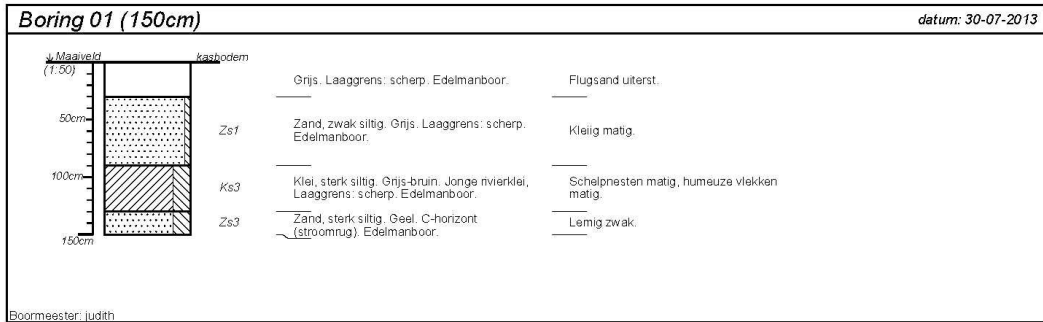 Boring 01 (150cm)
datum: 30-07-2013
Maaiveld
kasbodem
(1:50)
Grijs. Laaggrens: scherp. Edelmanboor.
Flugsand uiterst.
50cm
Zs1
Zand, zwak siltig. Grijs. Laaggrens: scherp.
Edelmanboor.
Kleiig matig.
100cm
Ks3
Klei, sterk siltig. Grijs-bruin. Jonge rivierklei,
Laaggrens: scherp. Edelmanboor.
Schelpnesten matig, humeuze vlekken
matig.
Zs3
Zand, sterk siltig. Geel. C-horizont
(stroomrug). Edelmanboor.
Lemig zwak.
150cm
Boormeester: judith